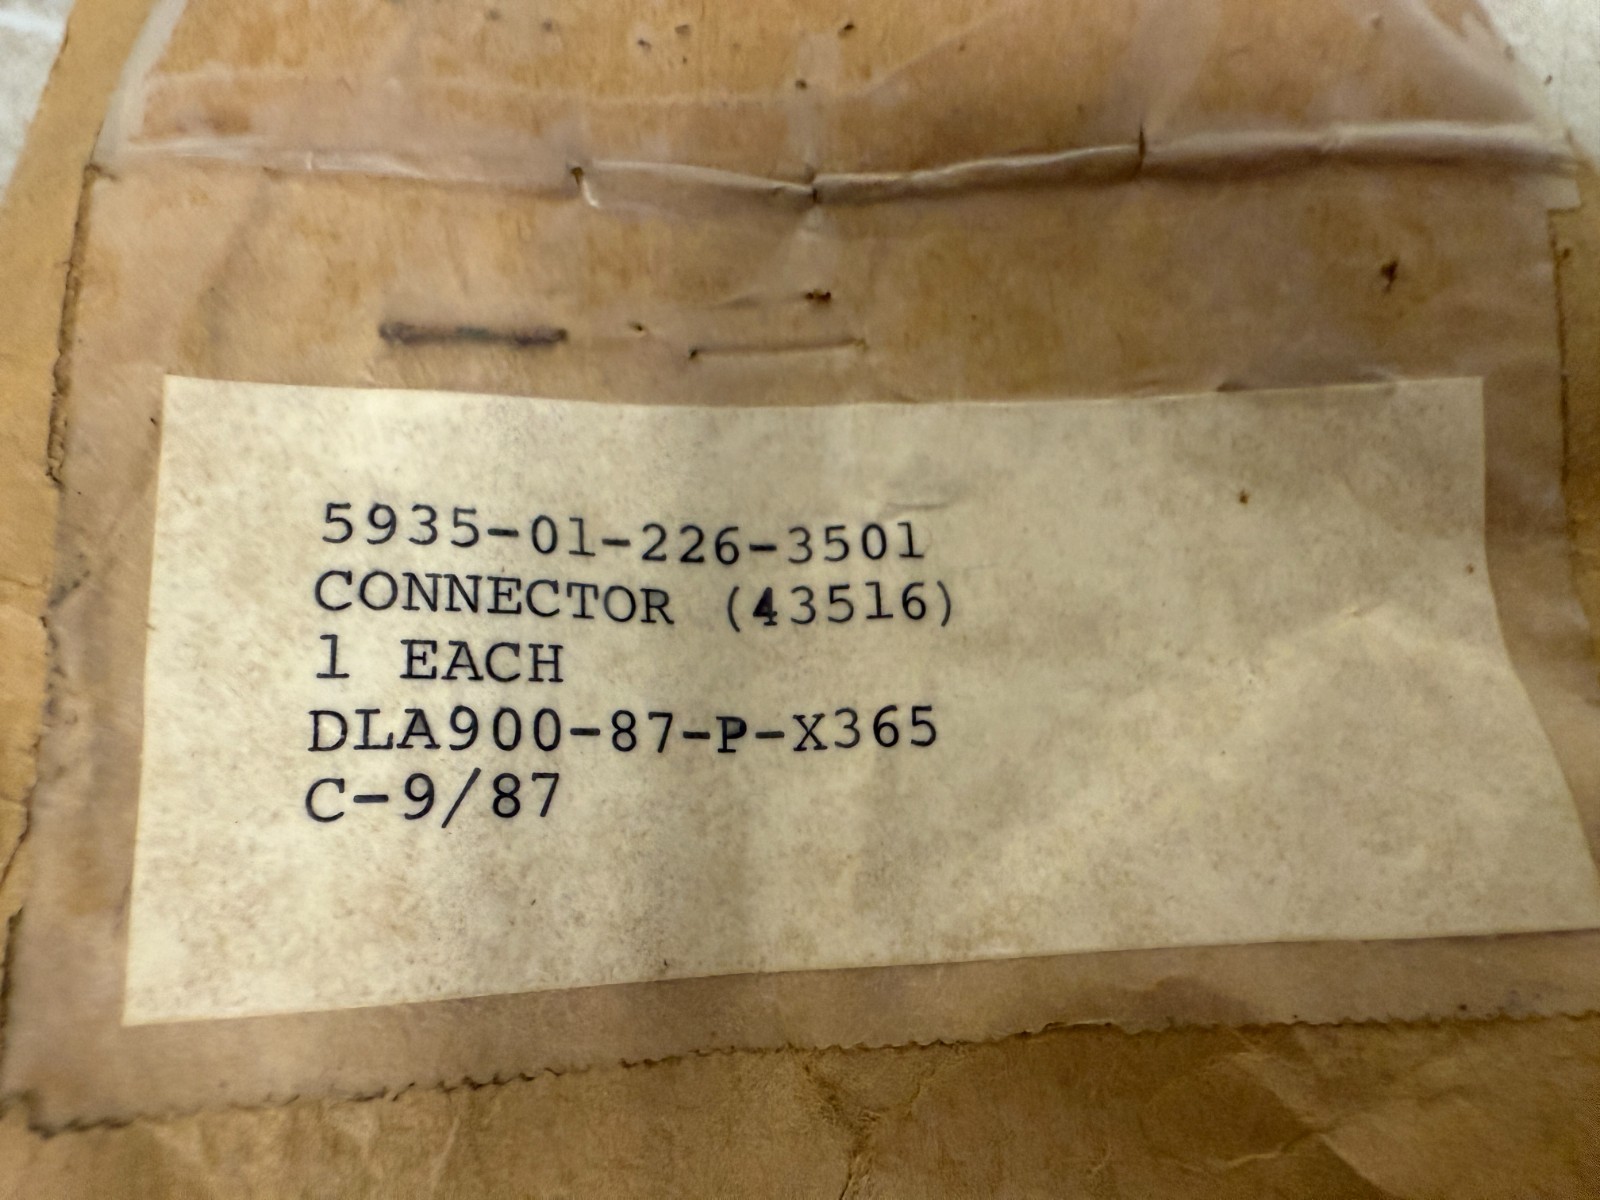 5935-01-226-3501
CONNECTOR (43516)
1 EACH
DLA900-87-P-X365
C-9/87